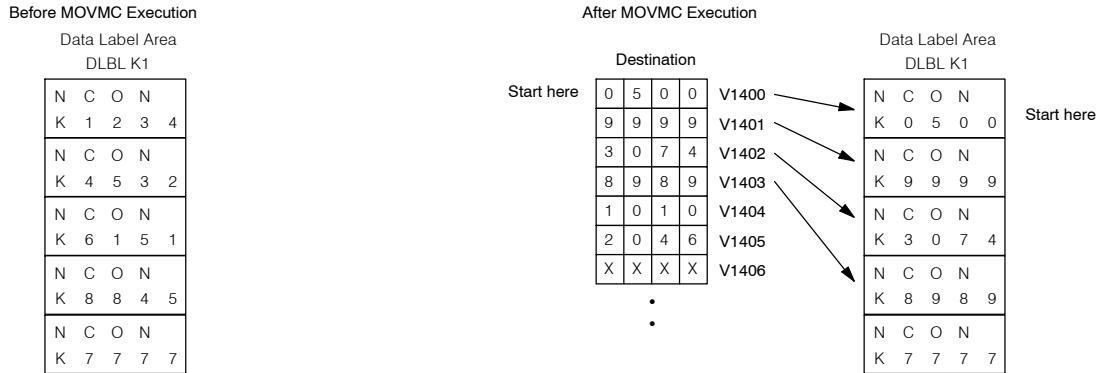 Before MOVMC Execution
Data Label Area
DLBL K1
N C O N
K 1 2 3 4
N C O N
K 4 5 3 2
N C O N
K 6 1 5 1
N C O N
K 8 8 4 5
N C O N
K 7 7 7 7
After MOVMC Execution
Destination
Start here 0 5 0 0 V1400
9 9 9 9 V1401
3 0 7 4 V1402
8 9 8 9 V1403
1 0 1 0 V1404
2 0 4 6 V1405
X X X X V1406
Data Label Area
DLBL K1
N C O N
K 0 5 0 0 Start here
N C O N
K 9 9 9 9
N C O N
K 3 0 7 4
N C O N
K 8 9 8 9
N C O N
K 7 7 7 7